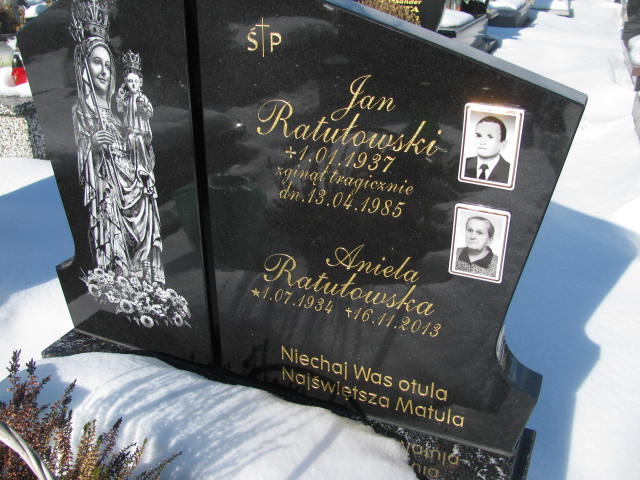 Ś P
Jan
Ratułowski
+1.01.1937
zginął tragicznie
dn.13.04.1985
Aniela
Ratułowska
*1.07.1934 +16.11.2013
Niechaj Was otula
Najświętsza Matula